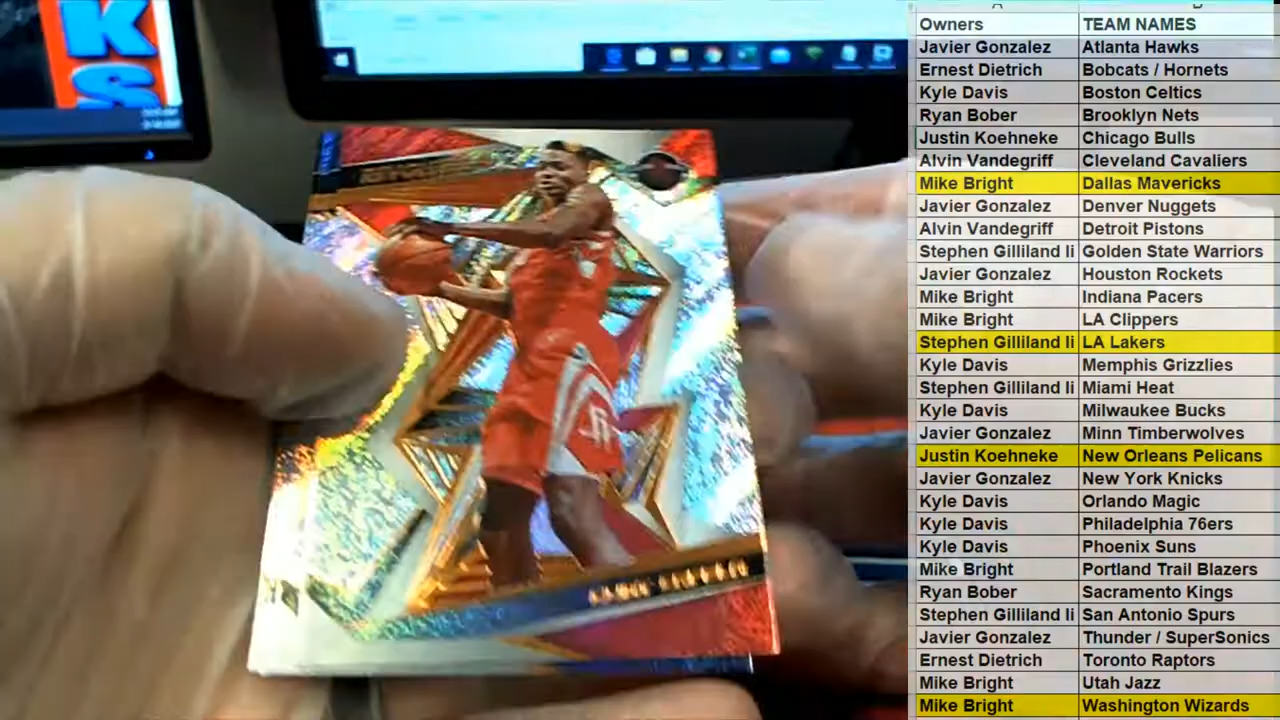 KS
Owners TEAM NAMES
Javier Gonzalez Atlanta Hawks
Ernest Dietrich Bobcats / Hornets
Kyle Davis Boston Celtics
Ryan Bober Brooklyn Nets
Justin Koehneke Chicago Bulls
Alvin Vandegriff Cleveland Cavaliers
Mike Bright Dallas Mavericks
Javier Gonzalez Denver Nuggets
Alvin Vandegriff Detroit Pistons
Stephen Gilliland Ii Golden State Warriors
Javier Gonzalez Houston Rockets
Mike Bright Indiana Pacers
Mike Bright LA Clippers
Stephen Gilliland Ii LA Lakers
Kyle Davis Memphis Grizzlies
Stephen Gilliland Ii Miami Heat
Kyle Davis Milwaukee Bucks
Javier Gonzalez Minn Timberwolves
Justin Koehneke New Orleans Pelicans
Javier Gonzalez New York Knicks
Kyle Davis Orlando Magic
Kyle Davis Philadelphia 76ers
Kyle Davis Phoenix Suns
Mike Bright Portland Trail Blazers
Ryan Bober Sacramento Kings
Stephen Gilliland Ii San Antonio Spurs
Javier Gonzalez Thunder / SuperSonics
Ernest Dietrich Toronto Raptors
Mike Bright Utah Jazz
Mike Bright Washington Wizards